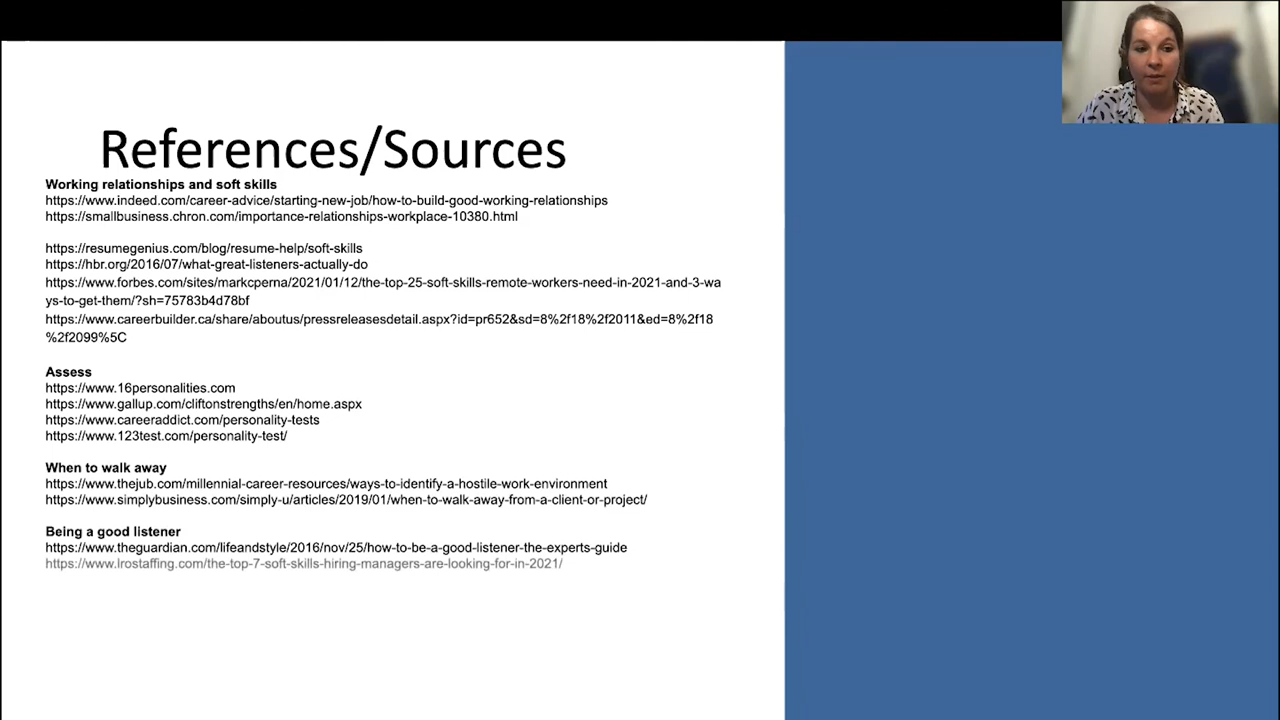 References/Sources
Working relationships and soft skills
https://www.indeed.com/career-advice/starting-new-job/how-to-build-good-working-relationships
https://smallbusiness.chron.com/importance-relationships-workplace-10380.html
https://resumegenius.com/blog/resume-help/soft-skills
https://hbr.org/2016/07/what-great-listeners-actually-do
https://www.forbes.com/sites/markcperna/2021/01/12/the-top-25-soft-skills-remote-workers-need-in-2021-and-3-wa
ys-to-get-them/?sh=75783b4d78bf
https://www.careerbuilder.ca/share/aboutus/pressreleasesdetail.aspx?id=pr652&sd=8%2f18%2f2011&ed=8%2f18
%2f2099%5C
Assess
https://www.16personalities.com
https://www.gallup.com/cliftonstrengths/en/home.aspx
https://www.careeraddict.com/personality-tests
https://www.123test.com/personality-test/
When to walk away
https://www.thejub.com/millennial-career-resources/ways-to-identify-a-hostile-work-environment
https://www.simplybusiness.com/simply-u/articles/2019/01/when-to-walk-away-from-a-client-or-project/
Being a good listener
https://www.theguardian.com/lifeandstyle/2016/nov/25/how-to-be-a-good-listener-the-experts-guide
https://www.lrostaffing.com/the-top-7-soft-skills-hiring-managers-are-looking-for-in-2021/